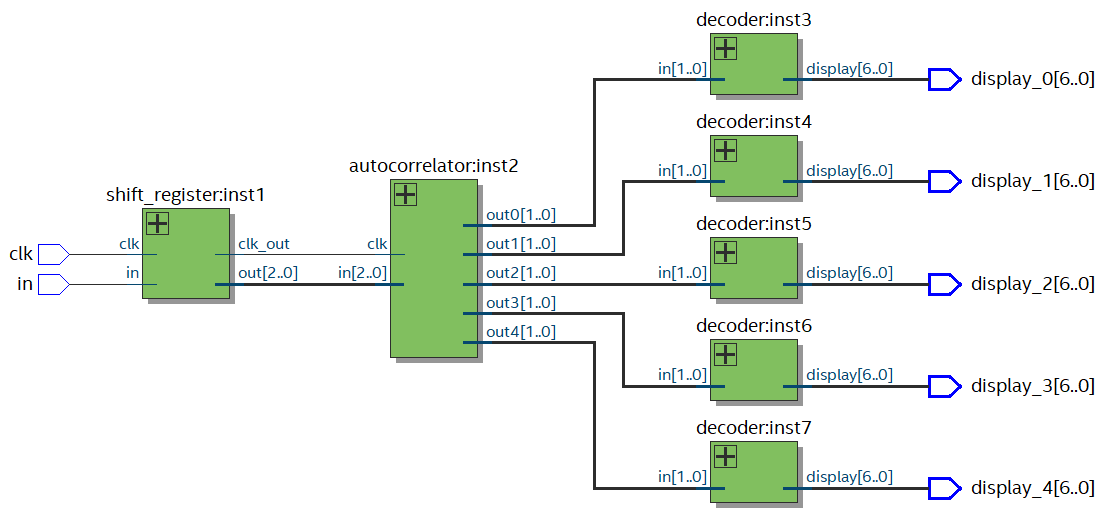 decoder:inst3
in[1..0]
display[6..0]
display_0[6..0]
decoder:inst4
in[1..0]
display[6..0]
display_1[6..0]
autocorrelator:inst2
shift_register:inst1
clk
in
clk
in
clk_out
out[2..0]
clk
in[2..0]
out0[1..0]
out1[1..0]
out2[1..0]
out3[1..0]
out4[1..0]
decoder:inst5
in[1..0]
display[6..0]
display_2[6..0]
decoder:inst6
in[1..0]
display[6..0]
display_3[6..0]
decoder:inst7
in[1..0]
display[6..0]
display_4[6..0]